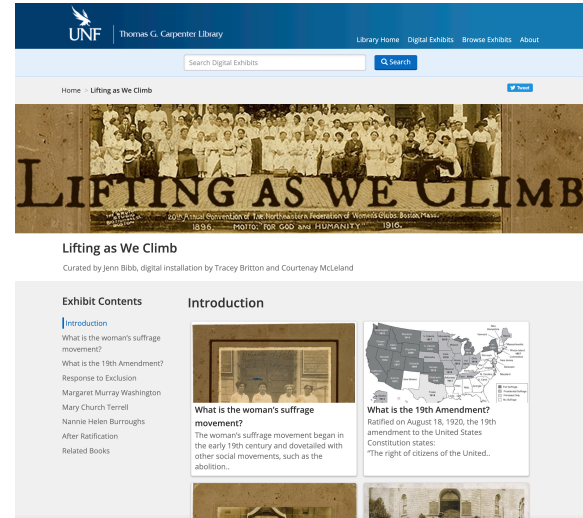 UNF
Thomas G. Carpenter Library
Library Home Digital Exhibits Browse Exhibits About
Search Digital Exhibits
Search
Home > Lifting as We Climb
Tweet
LIFTING AS WE CLIMB
20th Annual Convention of The Northeastern Federation of Women's Clubs. Boston, Mass.
1896. MOTTO: "FOR GOD and HUMANITY" 1916.
Lifting as We Climb
Curated by Jenn Bibb, digital installation by Tracey Britton and Courtenay McLeland
Exhibit Contents
Introduction
What is the woman's suffrage
movement?
What is the 19th Amendment?
Response to Exclusion
Margaret Murray Washington
Mary Church Terrell
Nannie Helen Burroughs
After Ratification
Related Books
Introduction
What is the woman's suffrage
movement?
The woman's suffrage movement began in
the early 19th century and dovetailed with
other social movements, such as the
abolition..
What is the 19th Amendment?
Ratified on August 18, 1920, the 19th
amendment to the United States
Constitution states:
"The right of citizens of the United..